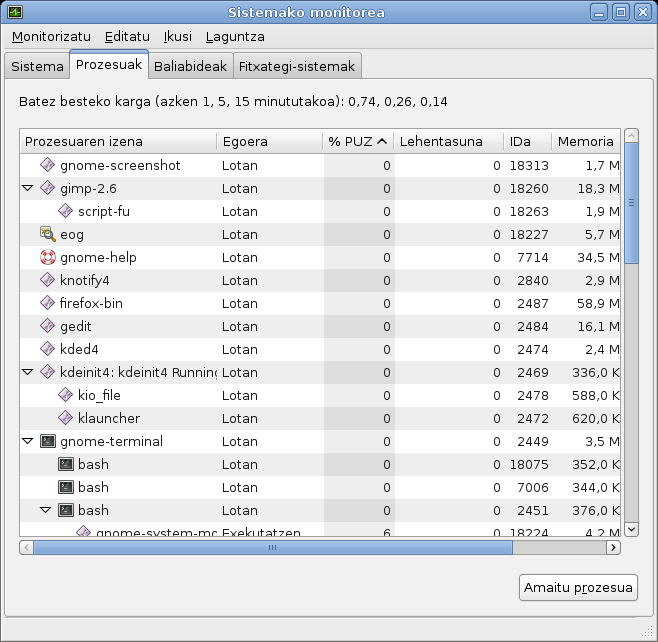 Sistemako monitorea
Monitorizatu Editatu Ikusi Laguntza
Sistema Prozesuak Baliabideak Fitxategi-sistemak
Batez besteko karga (azken 1, 5, 15 minututakoa): 0,74, 0,26, 0,14
Prozesuaren izena Egoera % PUZ Lehentasuna IDa Memoria
gnome-screenshot Lotan 0 0 18313 1,7 M
gimp-2.6 Lotan 0 0 18260 18,3 M
script-fu Lotan 0 0 18263 1,9 M
eog Lotan 0 0 18227 5,7 M
gnome-help Lotan 0 0 7714 34,5 M
knotify4 Lotan 0 0 2840 2,9 M
firefox-bin Lotan 0 0 2487 58,9 M
gedit Lotan 0 0 2484 16,1 M
kded4 Lotan 0 0 2474 2,4 M
kdeinit4: kdeinit4 Running Lotan 0 0 2469 336,0 K
kio_file Lotan 0 0 2478 588,0 K
klauncher Lotan 0 0 2472 620,0 K
gnome-terminal Lotan 0 0 2449 3,5 M
bash Lotan 0 0 18075 352,0 K
bash Lotan 0 0 7006 344,0 K
bash Lotan 0 0 2451 376,0 K
gnome-system-mo Exekutatzen 6 0 18224 4,2 M
Amaitu prozesua